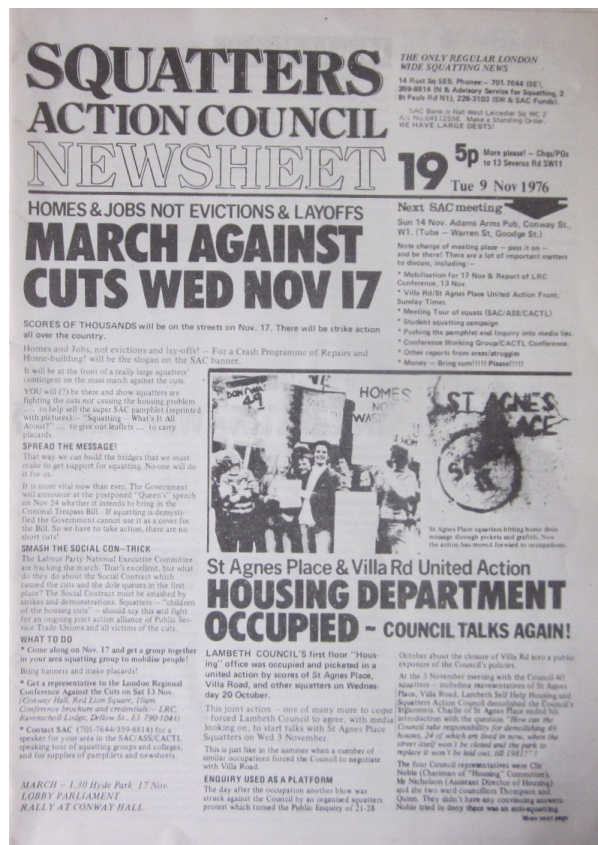 SQUATTERS
ACTION COUNCIL
NEWSHEET
THE ONLY REGULAR LONDON
WIDE SQUATTING NEWS
14 Rust Sq SE5. Phones:– 701-7644 (SE),
359-8814 (N & Advisory Service for Squatting, 2
St Pauls Rd N1), 228-3103 (SW & SAC Funds).
SAC Bank is Nat West Leicester Sq WC 2
A/c No.04112598. Make a Standing Order.
WE HAVE LARGE DEBTS!
19
5p More please! – Chqs/POs
to 13 Severus Rd SW11
Tue 9 Nov 1976
HOMES & JOBS NOT EVICTIONS & LAYOFFS
MARCH AGAINST
CUTS WED NOV 17
SCORES OF THOUSANDS will be on the streets on Nov. 17. There will be strike action
all over the country.
Homes and Jobs, not evictions and lay-offs! – For a Crash Programme of Repairs and
Home-building! will be the slogan on the SAC banner.
It will be at the front of a really large squatters'
contingent on the mass march against the cuts.
YOU will (?) be there and show squatters are
fighting the cuts not causing the housing problem
.... to help sell the super SAC pamphlet (reprinted
with pictures):– "Squatting – What's It All
About?" .... to give out leaflets ... to carry
placards.
SPREAD THE MESSAGE!
That way we can build the bridges that we must
make to get support for squatting. No-one will do
it for us.
It is more vital now than ever. The Government
will announce at the postponed "Queen's" speech
on Nov 24 whether it intends to bring in the
Criminal Trespass Bill. If squatting is demysti-
fied the Government cannot use it as a cover for
the Bill. So we have to take action, there are no
short cuts!
SMASH THE SOCIAL CON-TRICK
The Labour Party National Executive Committee
are backing the march. That's excellent, but what
do they do about the Social Contract which
caused the cuts and the dole queues in the first
place? The Social Contract must be smashed by
strikes and demonstrations. Squatters – "children
of the housing cuts" – should say this and fight
for an ongoing joint action alliance of Public Ser-
vice Trade Unions and all victims of the cuts.
WHAT TO DO
* Come along on Nov. 17 and get a group together
in your area squatting group to mobilise people!
Bring banners and make placards!
* Get a representative to the London Regional
Conference Against the Cuts on Sat 13 Nov.
(Conway Hall, Red Lion Square, 10am.
Conference brochure and credentials:– LRC,
Ravenscroft Lodge, Dellow St., E1 790 1041)
* Contact SAC (701-7644/359-8814) for a
speaker for your area in the SAC/ASS/CACTL
speaking tour of squatting groups and colleges,
and for supplies of pamphlets and newsheets.
MARCH – 1.30 Hyde Park 17 Nov.
LOBBY PARLIAMENT
RALLY AT CONWAY HALL
Next SAC meeting
Sun 14 Nov. Adams Arms Pub, Conway St.,
W1. (Tube – Warren St, Goodge St.)
Note change of meeting place – pass it on –
and be there! There are a lot of important matters
to discuss, including:–
* Mobilisation for 17 Nov & Report of LRC
Conference, 13 Nov.
* Villa Rd/St Agnes Place United Action Front;
Sunday Times
* Meeting Tour of squats (SAC/ASS/CACTL)
* Student squatting campaign
* Pushing the pamphlet and Inquiry into media lies.
* Conference Working Group/CACTL Conference.
* Other reports from areas/struggles
* Money – Bring sum!!!!! Please!!!!!
HOMES
NOT
ST AGNES
PLACE
St Agnes Place squatters hitting home their
message through pickets and grafitti. Now
the action has moved forward to occupations.
St Agnes Place & Villa Rd United Action
HOUSING DEPARTMENT
OCCUPIED – COUNCIL TALKS AGAIN!
LAMBETH COUNCIL'S first floor "Hous-
ing" office was occupied and picketed in a
united action by scores of St Agnes Place,
Villa Road, and other squatters on Wednes-
day 20 October.
This joint action – one of many more to come
– forced Lambeth Council to agree, with media
looking on, to start talks with St Agnes Place
Squatters on Wed 3 November.
This is just like in the summer when a number of
similar occupations forced the Council to negotiate
with Villa Road.
ENQUIRY USED AS A PLATFORM
The day after the occupation another blow was
struck against the Council by an organised squatters
protest which turned the Public Enquiry of 21-28
October about the closure of Villa Rd into a public
exposure of the Council's policies.
At the 3 November meeting with the Council 40
squatters – including representatives of St Agnes
Place, Villa Road, Lambeth Self Help Housing and
Squatters Action Council demolished the Council's
arguments. Charlie of St Agnes Place ended his
introduction with the question "How can the
Council take responsibility for demolishing 49
houses, 24 of which are lived in now, when the
street itself won't be closed and the park to
replace it won't be laid out, till 1981?"
The four Council representatives were Cllr
Noble (Chairman of "Housing" Committee),
Mr Nicholson (Assistant Director of Housing)
and the two ward councillors Thompson and
Quinn. They didn't have any convincing answers.
Noble tried to deny there was an anti-squatting
More next page